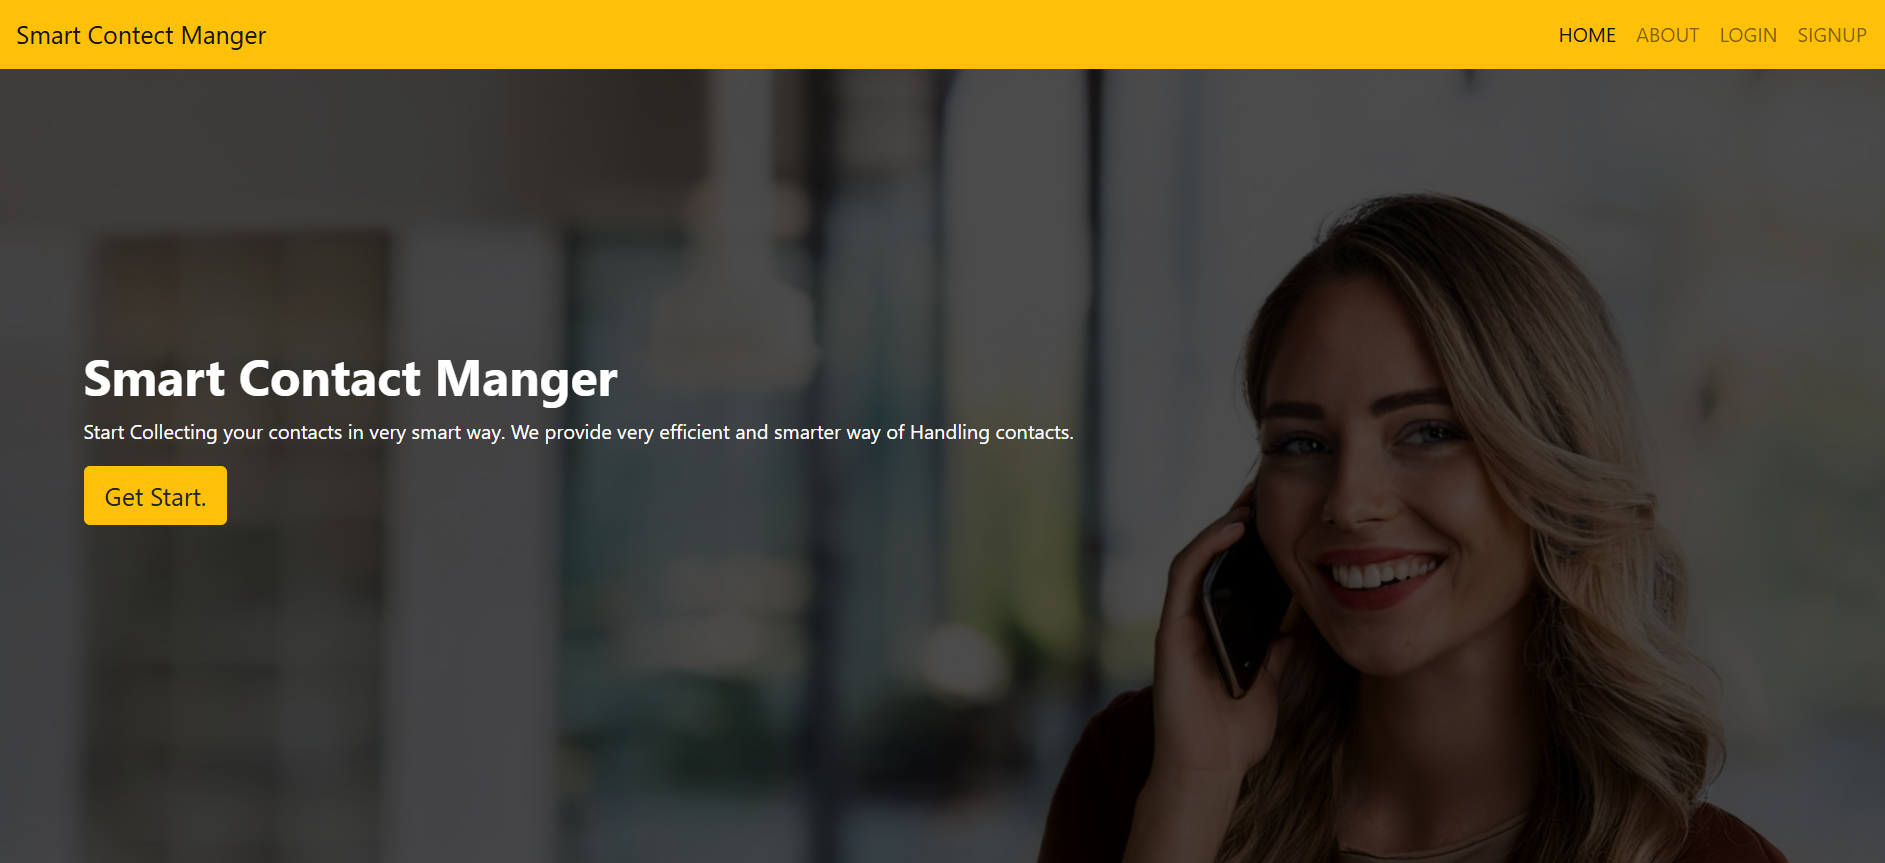 Smart Contect Manger
HOME ABOUT LOGIN SIGNUP
Smart Contact Manger
Start Collecting your contacts in very smart way. We provide very efficient and smarter way of Handling contacts.
Get Start.